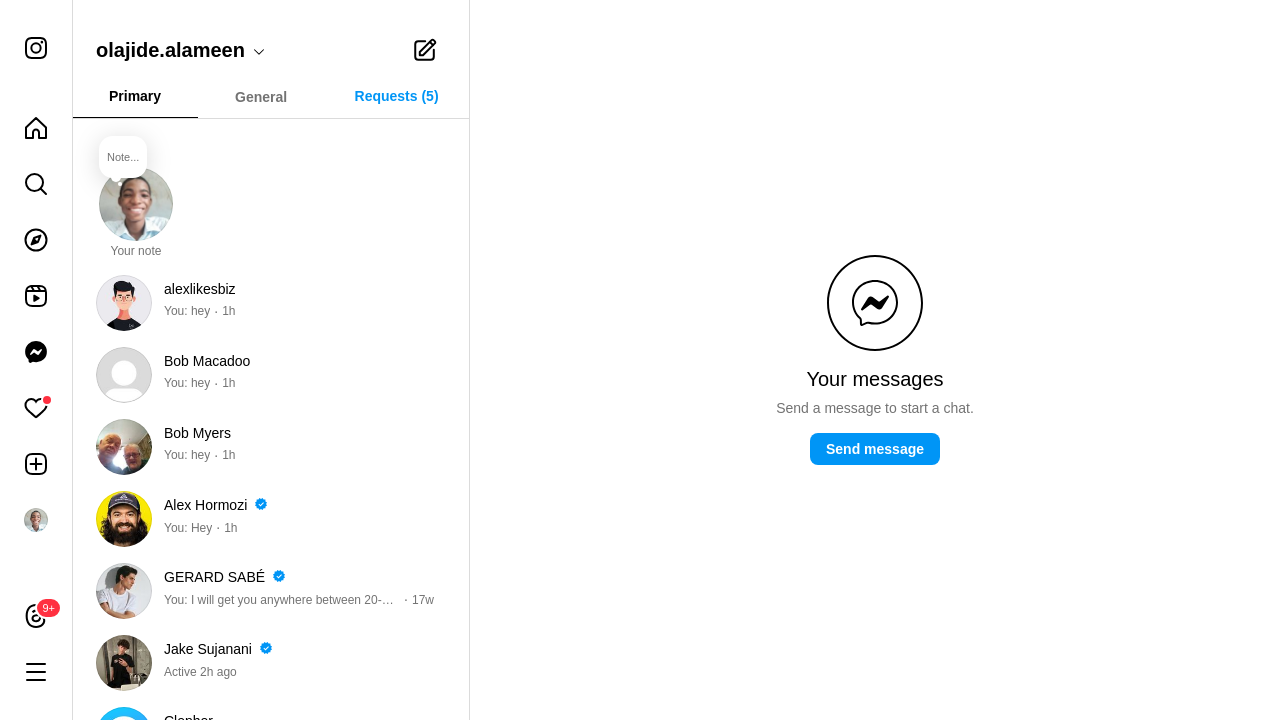 olajide.alameen
Primary
General
Requests (5)
Note...
Your note
alexlikesbiz
You: hey · 1h
Bob Macadoo
You: hey · 1h
Bob Myers
You: hey · 1h
Alex Hormozi
You: Hey · 1h
GERARD SABÉ
You: I will get you anywhere between 20-… · 17w
Jake Sujanani
Active 2h ago
9+
Your messages
Send a message to start a chat.
Send message